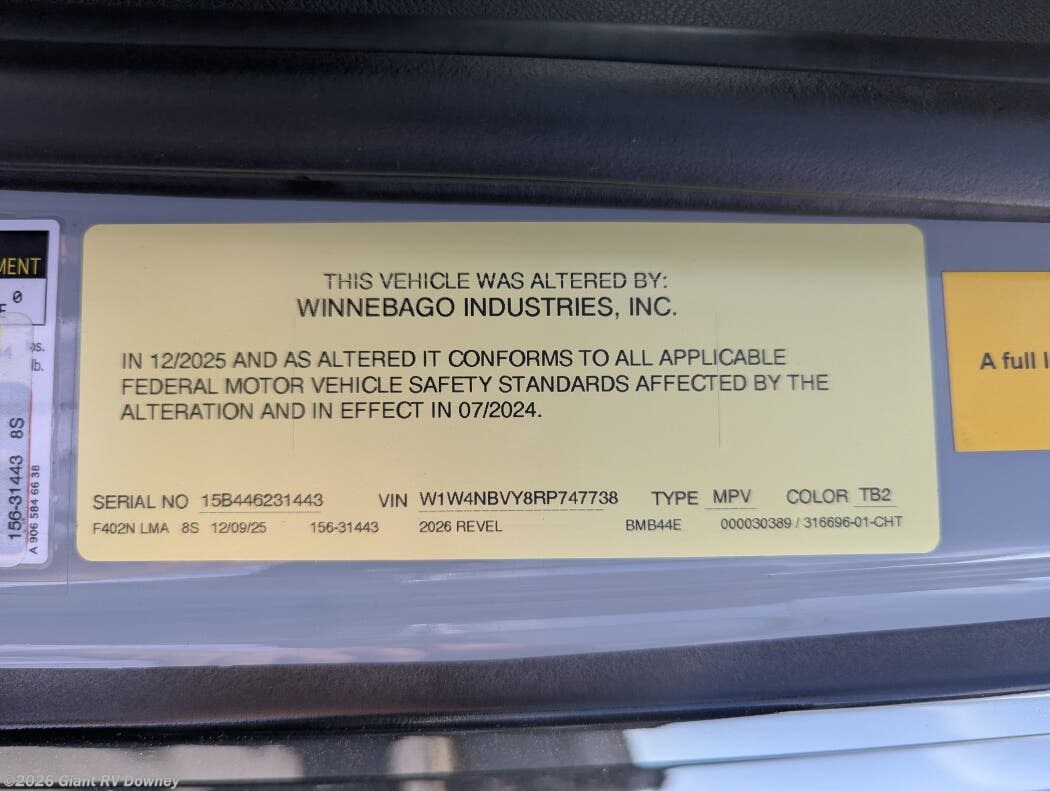 MENT
0
lb.
156-31443 8S
A 906 584 66 38
THIS VEHICLE WAS ALTERED BY:
WINNEBAGO INDUSTRIES, INC.
IN 12/2025 AND AS ALTERED IT CONFORMS TO ALL APPLICABLE
FEDERAL MOTOR VEHICLE SAFETY STANDARDS AFFECTED BY THE
ALTERATION AND IN EFFECT IN 07/2024.
SERIAL NO 15B446231443 VIN W1W4NBVY8RP747738 TYPE MPV COLOR TB2
F402N LMA 8S 12/09/25 156-31443 2026 REVEL BMB44E 000030389 / 316696-01-CHT
A full
©2026 Giant RV Downey